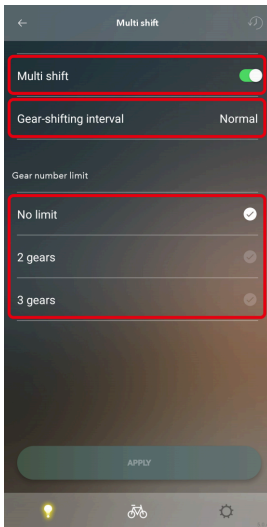 Multi shift
Multi shift
Gear-shifting interval Normal
Gear number limit
No limit
2 gears
3 gears
APPLY